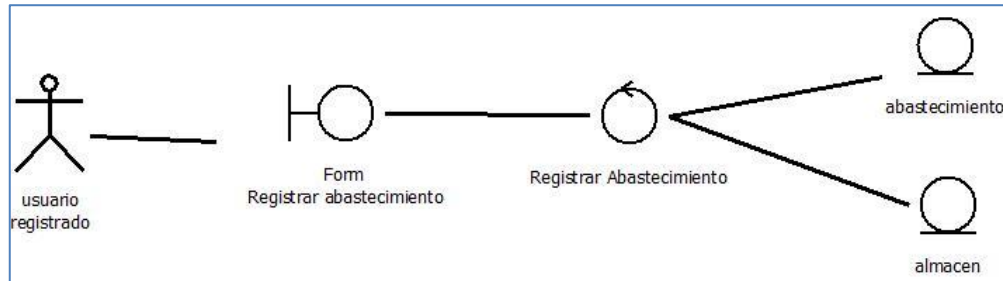 usuario
registrado
Form
Registrar abastecimiento
Registrar Abastecimiento
abastecimiento
almacen